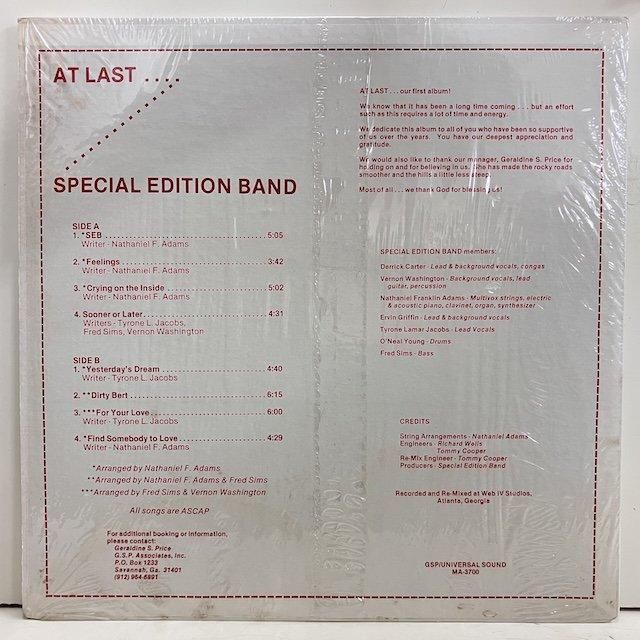 AT LAST ....
SPECIAL EDITION BAND
SIDE A
1. *SEB 5:05
Writer - Nathaniel F. Adams
2. *Feelings 3:42
Writer - Nathaniel F. Adams
3. *Crying on the Inside 5:02
Writer - Nathaniel F. Adams
4. Sooner or Later 4:31
Writers - Tyrone L. Jacobs,
Fred Sims, Vernon Washington
SIDE B
1. *Yesterday's Dream 4:40
Writer - Tyrone L. Jacobs
2. **Dirty Bert 6:15
3. ***For Your Love 6:00
Writer - Tyrone L. Jacobs
4. *Find Somebody to Love 4:29
Writer - Nathaniel F. Adams
*Arranged by Nathaniel F. Adams
**Arranged by Nathaniel F. Adams & Fred Sims
***Arranged by Fred Sims & Vernon Washington
All songs are ASCAP
For additional booking or information,
please contact:
Geraldine S. Price
G.S.P. Associates, Inc.
P.O. Box 1233
Savannah, Ga. 31401
(912) 964-5891
AT LAST . . . our first album!
We know that it has been a long time coming . . . but an effort
such as this requires a lot of time and energy.
We dedicate this album to all of you who have been so supportive
of us over the years. You have our deepest appreciation and
gratitude.
We would also like to thank our manager, Geraldine S. Price for
holding on and for believing in us. She has made the rocky roads
smoother and the hills a little less steep.
Most of all . . . we thank God for blessing us!
SPECIAL EDITION BAND members:
Derrick Carter - Lead & background vocals, congas
Vernon Washington - Background vocals, lead
guitar, percussion
Nathaniel Franklin Adams - Multivox strings, electric
& acoustic piano, clavinet, organ, synthesizer
Ervin Griffin - Lead & background vocals
Tyrone Lamar Jacobs - Lead Vocals
O'Neal Young - Drums
Fred Sims - Bass
CREDITS
String Arrangements - Nathaniel Adams
Engineers - Richard Wells
Tommy Cooper
Re-Mix Engineer - Tommy Cooper
Producers - Special Edition Band
Recorded and Re-Mixed at Web IV Studios,
Atlanta, Georgia
GSP/UNIVERSAL SOUND
MA-3700